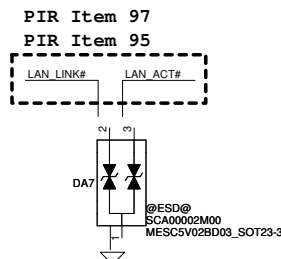 PIR Item 97
PIR Item 95
LAN_LINK# LAN_ACT#
2 3
DA7
@ESD@
SCA00002M00
MESC5V02BD03_SOT23-3
1